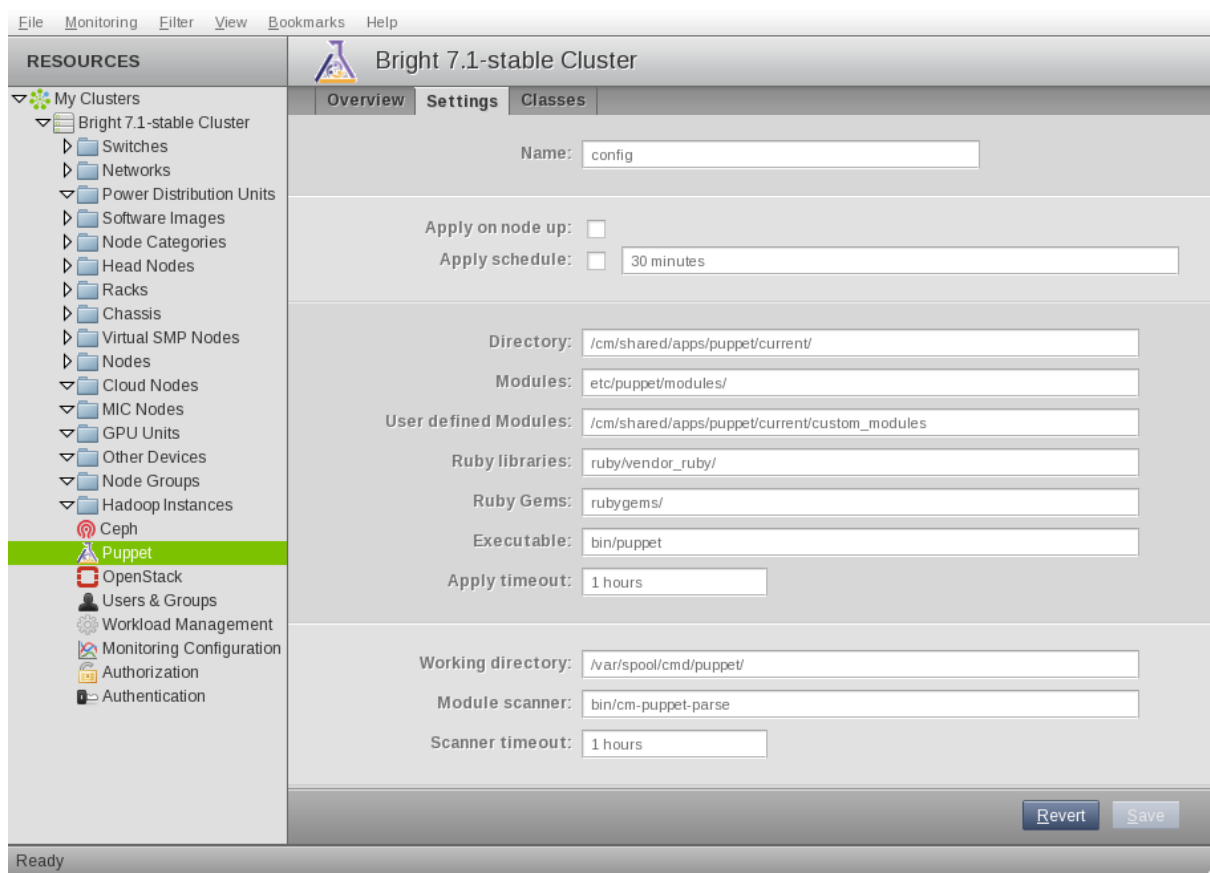 File Monitoring Filter View Bookmarks Help
RESOURCES
Bright 7.1-stable Cluster
My Clusters
Bright 7.1-stable Cluster
Switches
Networks
Power Distribution Units
Software Images
Node Categories
Head Nodes
Racks
Chassis
Virtual SMP Nodes
Nodes
Cloud Nodes
MIC Nodes
GPU Units
Other Devices
Node Groups
Hadoop Instances
Ceph
Puppet
OpenStack
Users & Groups
Workload Management
Monitoring Configuration
Authorization
Authentication
Overview Settings Classes
Name: config
Apply on node up:
Apply schedule: 30 minutes
Directory: /cm/shared/apps/puppet/current/
Modules: etc/puppet/modules/
User defined Modules: /cm/shared/apps/puppet/current/custom_modules
Ruby libraries: ruby/vendor_ruby/
Ruby Gems: rubygems/
Executable: bin/puppet
Apply timeout: 1 hours
Working directory: /var/spool/cmd/puppet/
Module scanner: bin/cm-puppet-parse
Scanner timeout: 1 hours
Revert Save
Ready